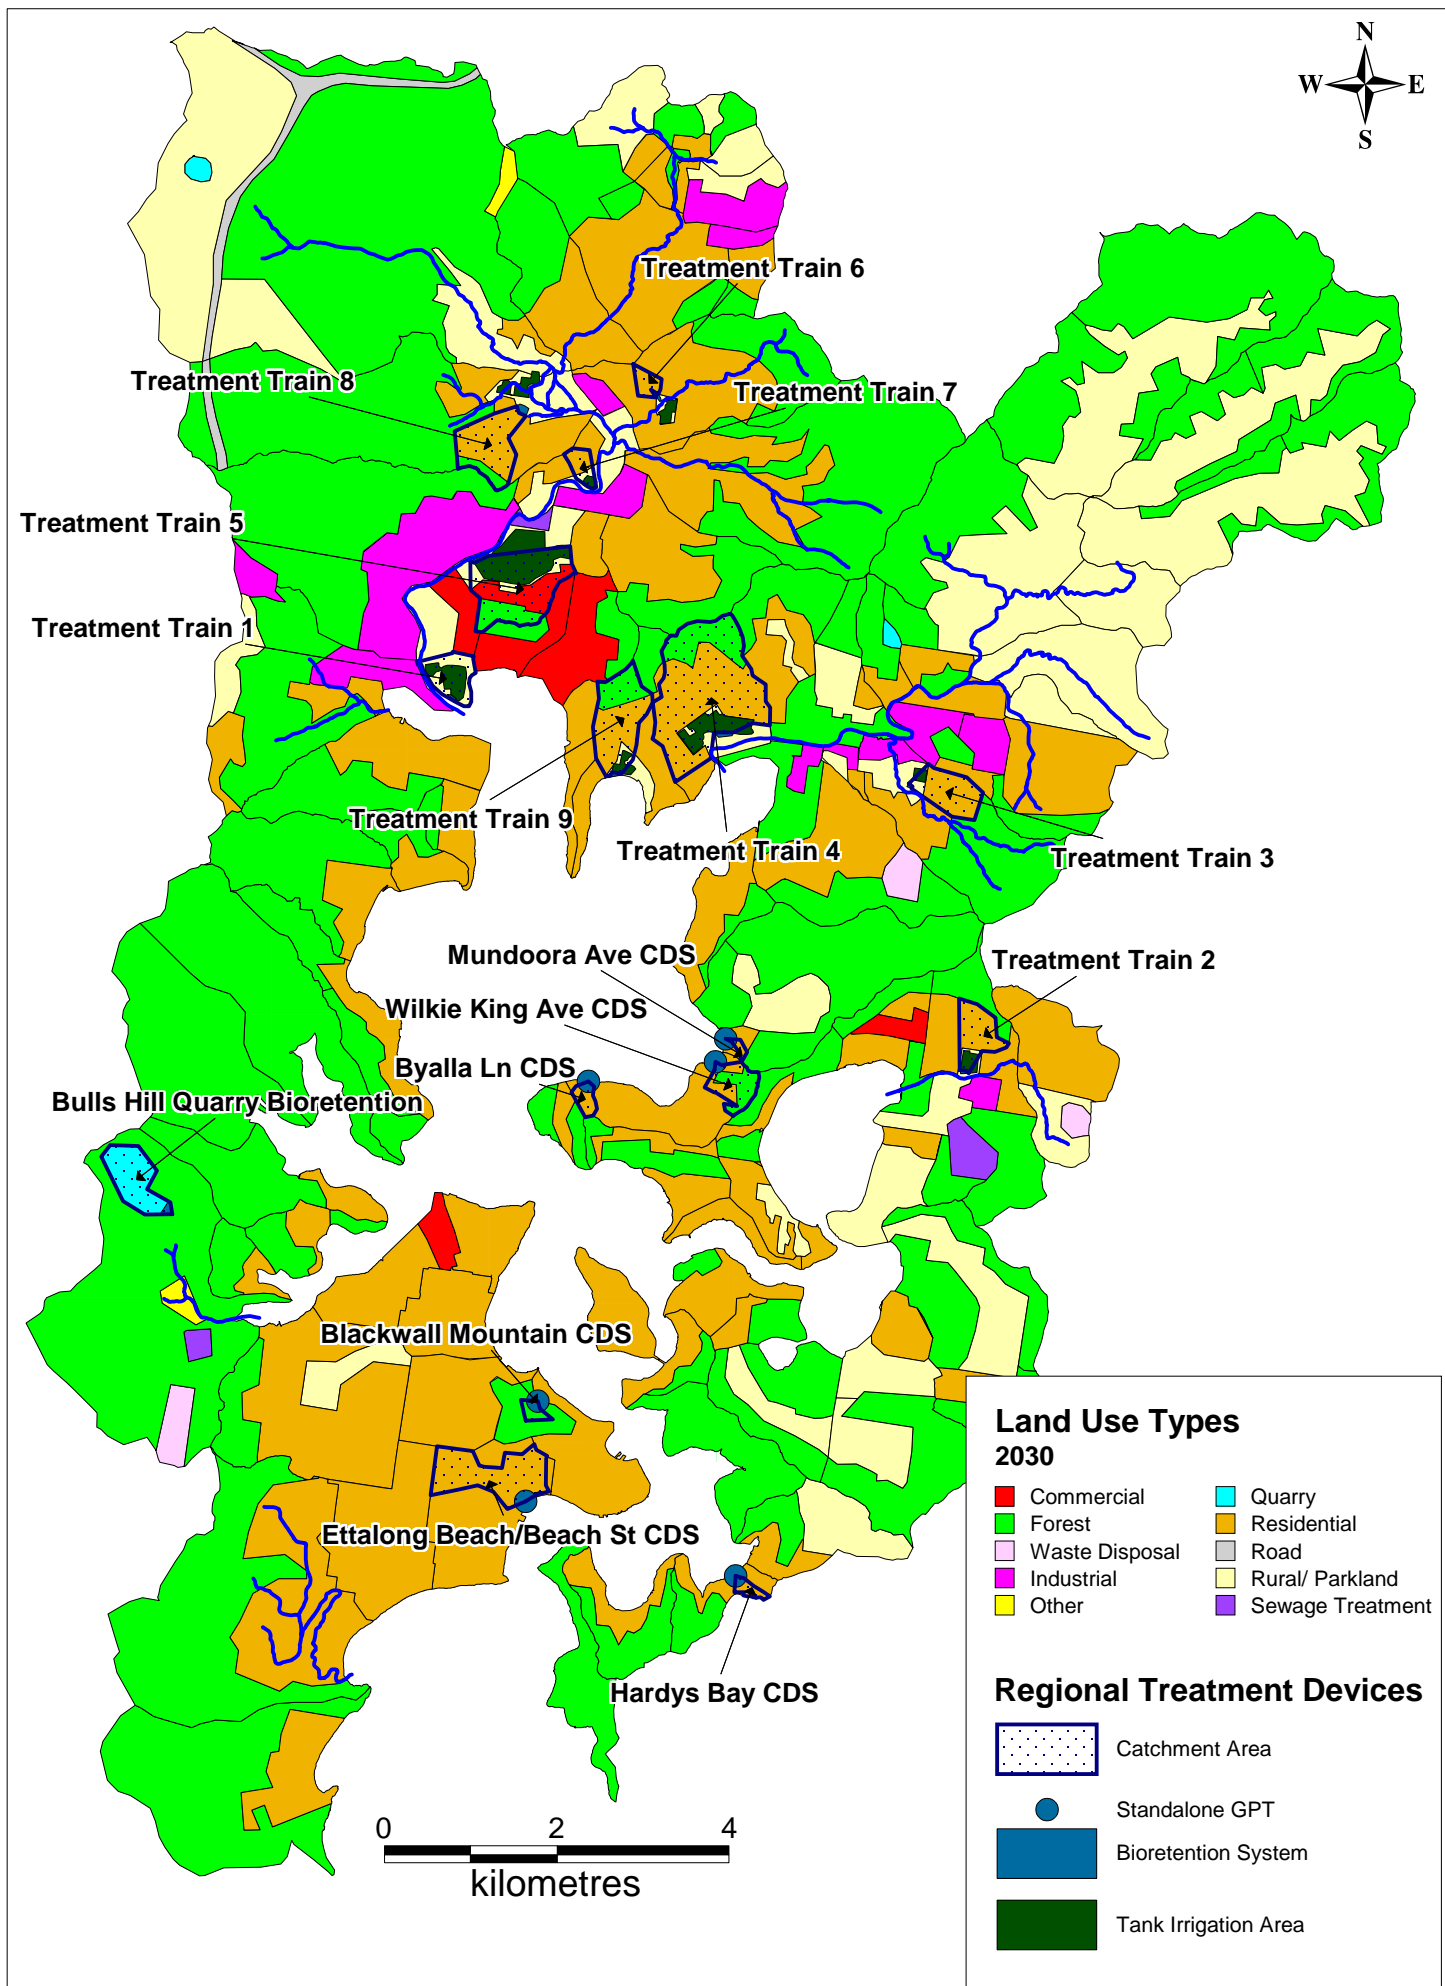 N
W E
S
Treatment Train 6
Treatment Train 8
Treatment Train 7
Treatment Train 5
Treatment Train 1
Treatment Train 9
Treatment Train 4
Treatment Train 3
Mundoora Ave CDS
Treatment Train 2
Wilkie King Ave CDS
Byalla Ln CDS
Bulls Hill Quarry Bioretention
Blackwall Mountain CDS
Ettalong Beach/Beach St CDS
Hardys Bay CDS
0 2 4
kilometres
Land Use Types
2030
Commercial
Forest
Waste Disposal
Industrial
Other
Quarry
Residential
Road
Rural/ Parkland
Sewage Treatment
Regional Treatment Devices
Catchment Area
Standalone GPT
Bioretention System
Tank Irrigation Area